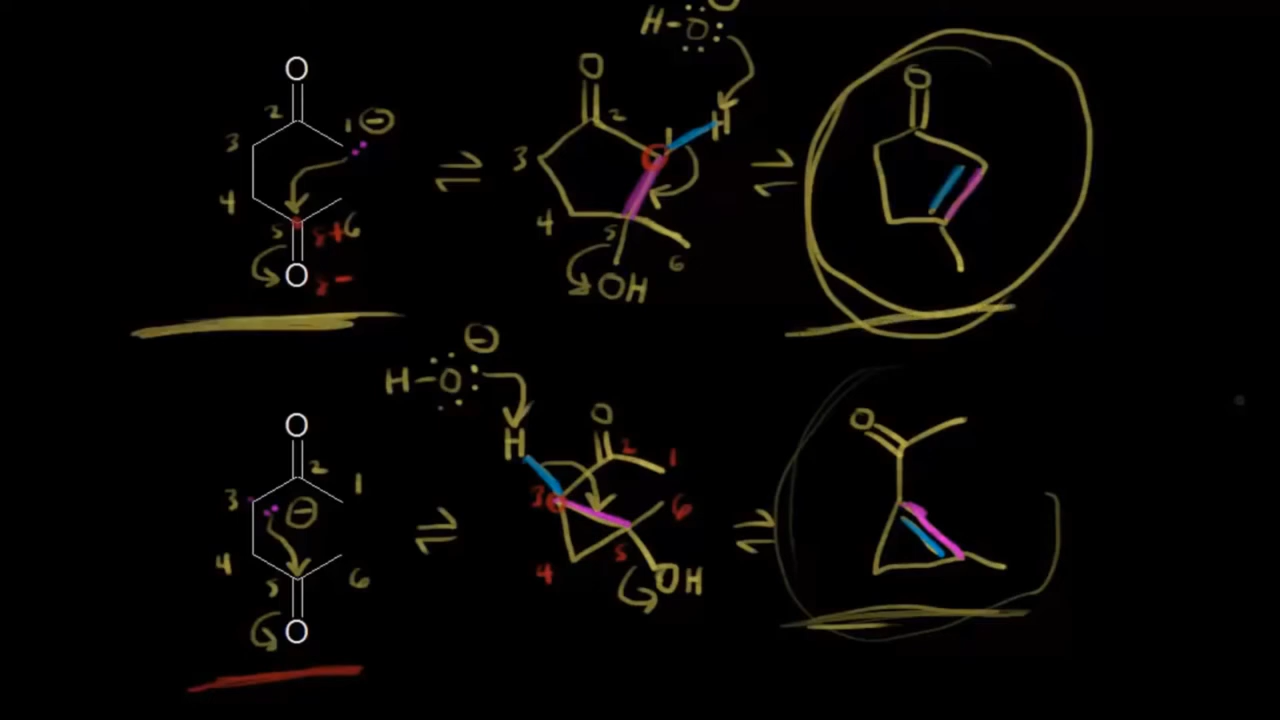 H-O:
O O O
2 1 ⊖ 2 1 H
3 3
4 4
5 δ+ 6 5 6
O δ- OH
H-O: ⊖
O H O O
2 1 2 1
3 ⊖ 3 6
4 4 5
5 6 OH
O